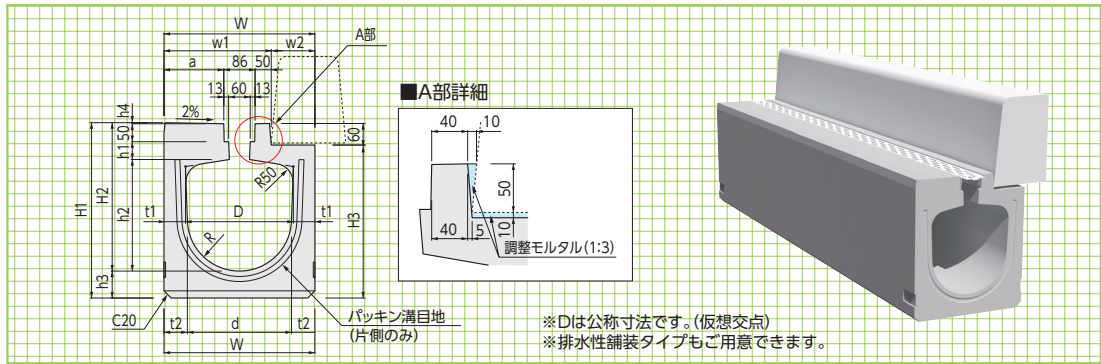 W
w1 w2
A部
a 86 50
13 60 13
h4
2%
50
60
h1
R50
H1
H2
h2
t1
D
t1
H3
R
h3
C20
t2 d t2
W
パッキン溝目地
(片側のみ)
■A部詳細
40 10
50
40 5
10
調整モルタル(1:3)
※Dは公称寸法です。(仮想交点)
※排水性舗装タイプもご用意できます。